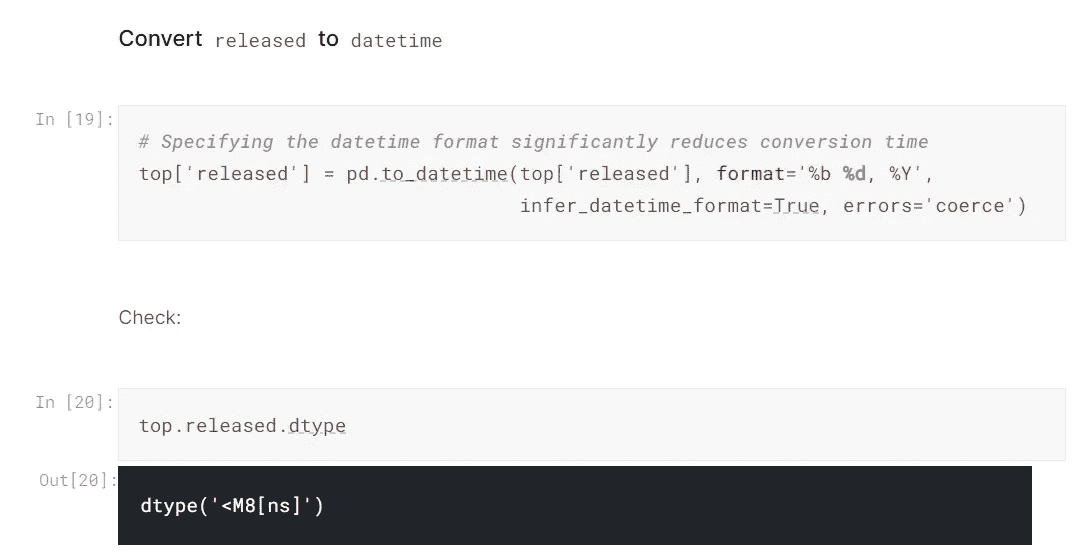 Convert released to datetime
In [19]:
# Specifying the datetime format significantly reduces conversion time
top['released'] = pd.to_datetime(top['released'], format='%b %d, %Y',
infer_datetime_format=True, errors='coerce')
Check:
In [20]:
top.released.dtype
Out[20]:
dtype('<M8[ns]')